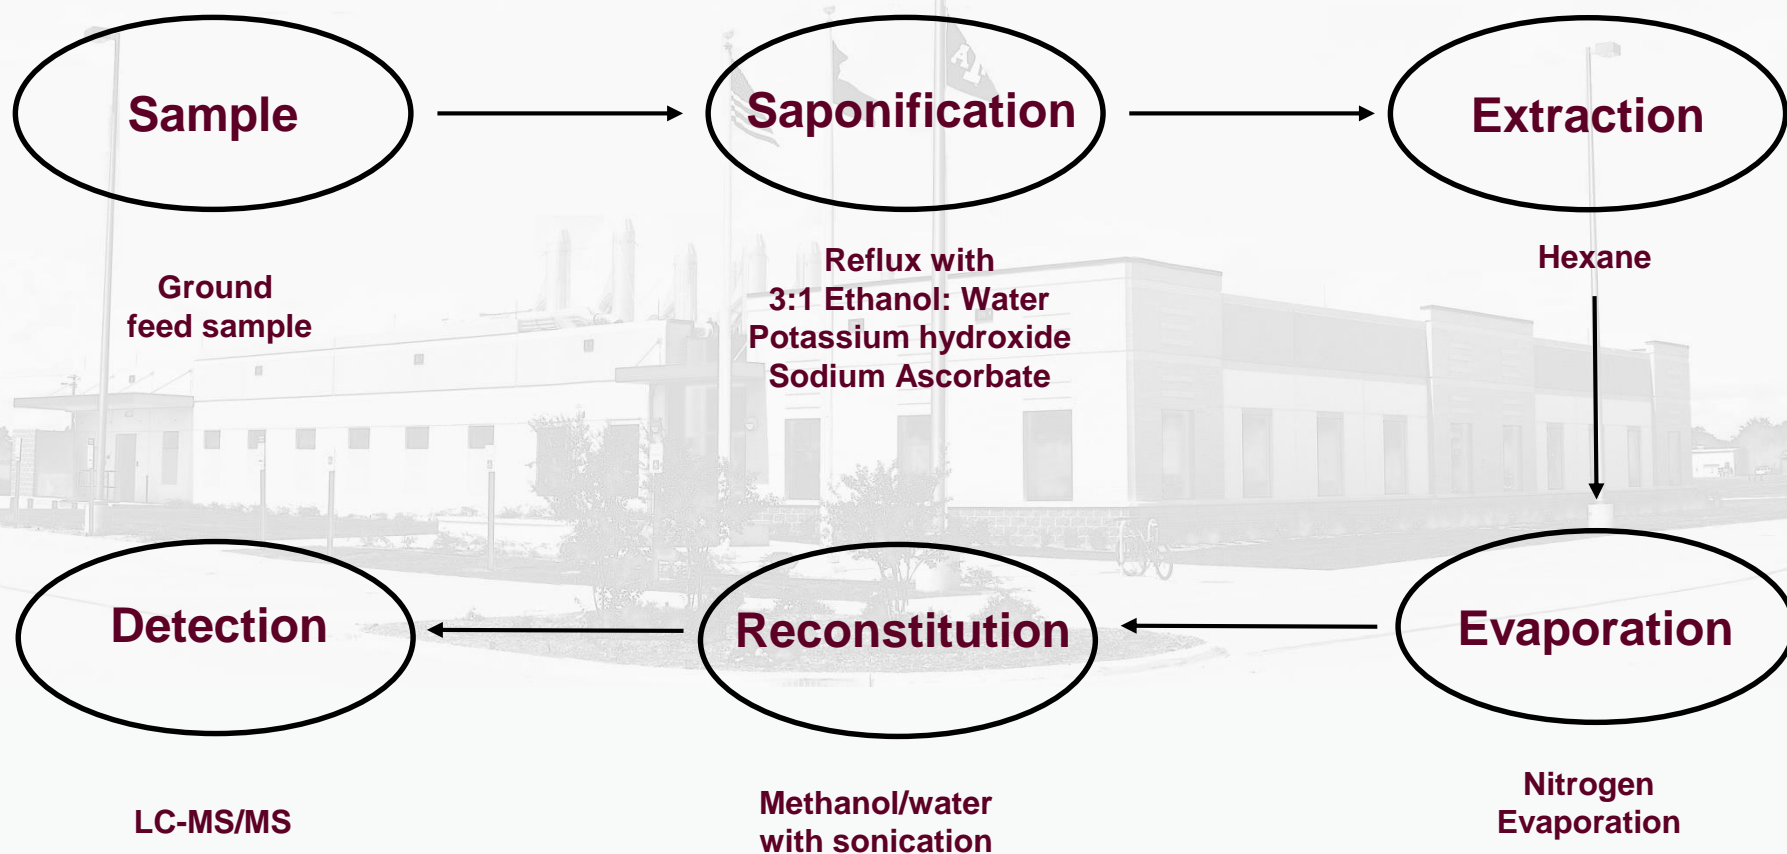 Sample
Saponification
Extraction
Ground
feed sample
Reflux with
3:1 Ethanol: Water
Potassium hydroxide
Sodium Ascorbate
Hexane
Detection
Reconstitution
Evaporation
LC-MS/MS
Methanol/water
with sonication
Nitrogen
Evaporation